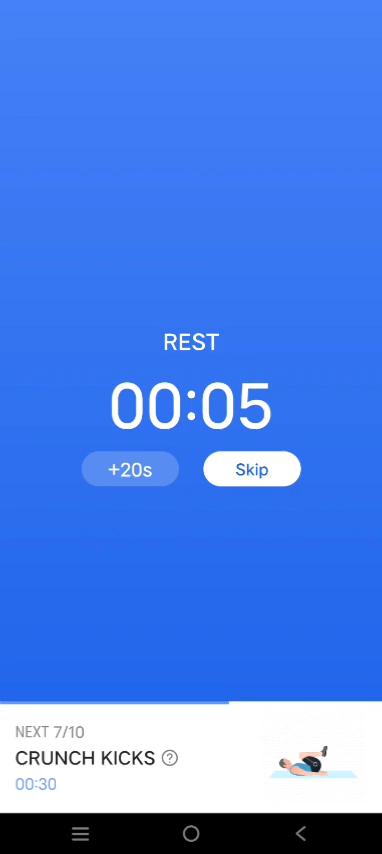 REST
00:05
+20s Skip
NEXT 7/10
CRUNCH KICKS ?
00:30